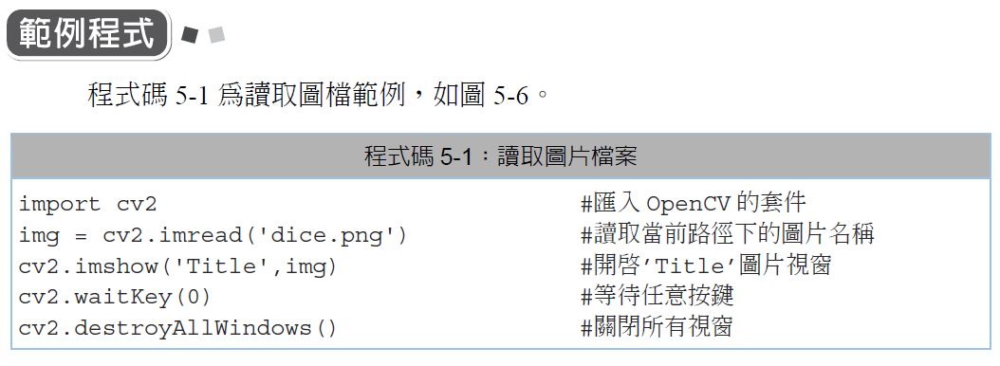 範例程式
程式碼 5-1 爲讀取圖檔範例,如圖 5-6。
程式碼 5-1:讀取圖片檔案
import cv2 #匯入 OpenCV 的套件
img = cv2.imread('dice.png') #讀取當前路徑下的圖片名稱
cv2.imshow('Title',img) #開啓’Title’圖片視窗
cv2.waitKey(0) #等待任意按鍵
cv2.destroyAllWindows() #關閉所有視窗